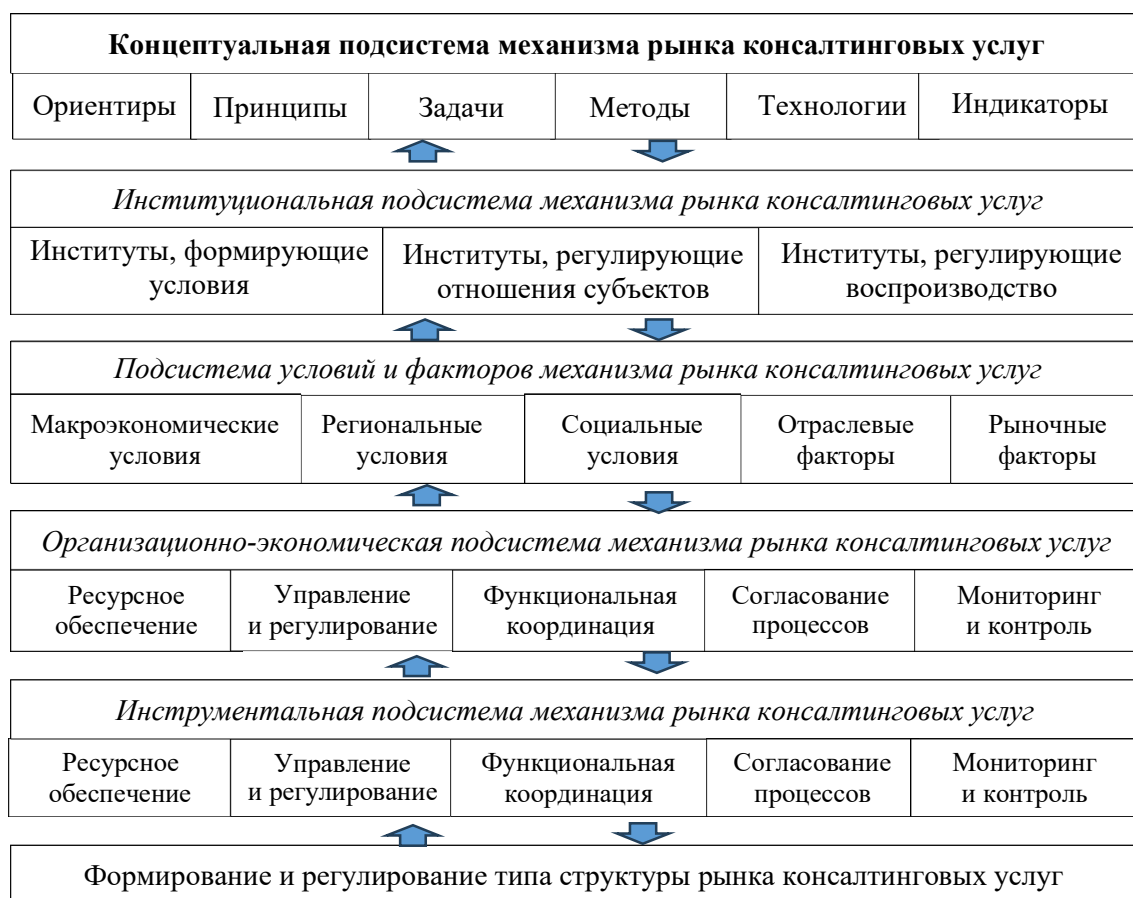 Концептуальная подсистема механизма рынка консалтинговых услуг
Ориентиры
Принципы
Задачи
Методы
Технологии
Индикаторы
Институциональная подсистема механизма рынка консалтинговых услуг
Институты, формирующие
условия
Институты, регулирующие
отношения субъектов
Институты, регулирующие
воспроизводство
Подсистема условий и факторов механизма рынка консалтинговых услуг
Макроэкономические
условия
Региональные
условия
Социальные
условия
Отраслевые
факторы
Рыночные
факторы
Организационно-экономическая подсистема механизма рынка консалтинговых услуг
Ресурсное
обеспечение
Управление
и регулирование
Функциональная
координация
Согласование
процессов
Мониторинг
и контроль
Инструментальная подсистема механизма рынка консалтинговых услуг
Ресурсное
обеспечение
Управление
и регулирование
Функциональная
координация
Согласование
процессов
Мониторинг
и контроль
Формирование и регулирование типа структуры рынка консалтинговых услуг